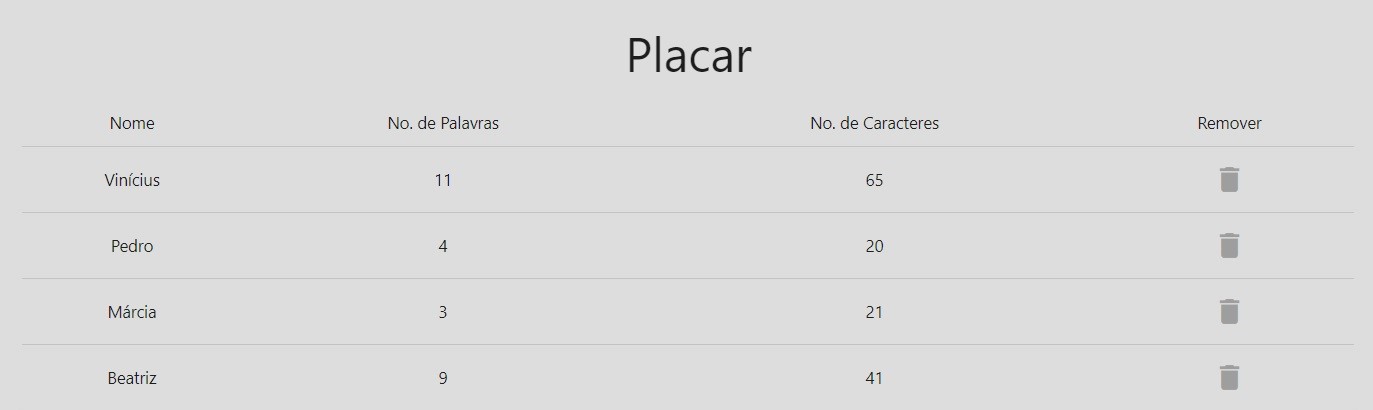 Placar
Nome No. de Palavras No. de Caracteres Remover
Vinícius 11 65
Pedro 4 20
Márcia 3 21
Beatriz 9 41